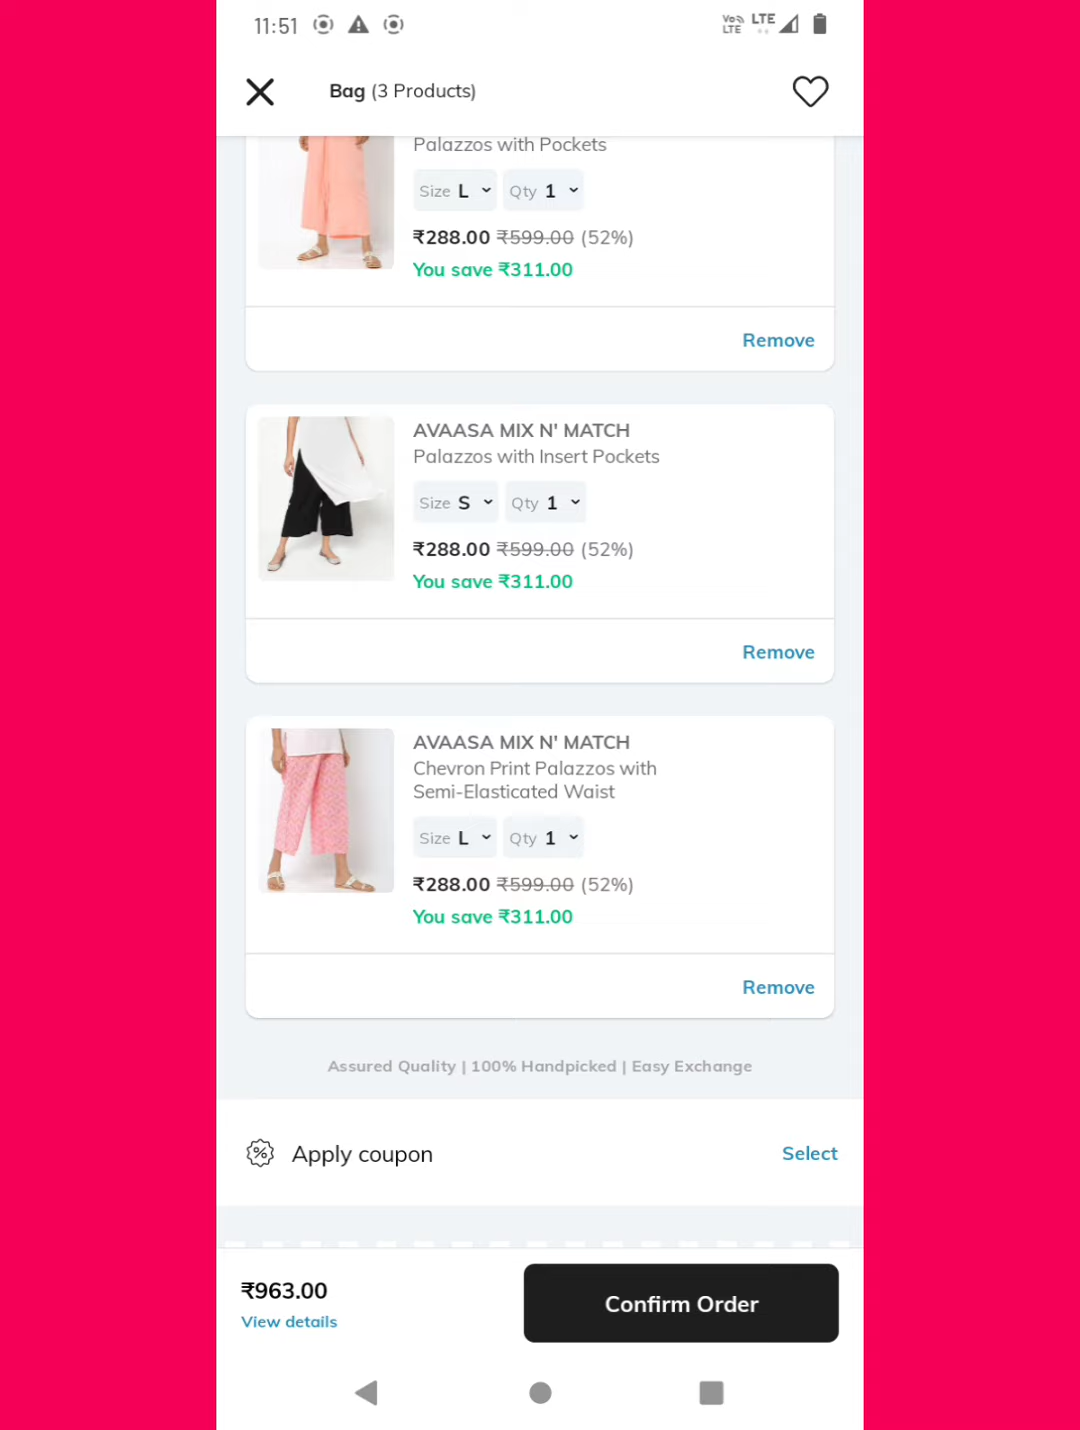 11:51
Vo))
LTE
LTE
Bag (3 Products)
Palazzos with Pockets
Size L Qty 1
₹288.00 ₹599.00 (52%)
You save ₹311.00
Remove
AVAASA MIX N' MATCH
Palazzos with Insert Pockets
Size S Qty 1
₹288.00 ₹599.00 (52%)
You save ₹311.00
Remove
AVAASA MIX N' MATCH
Chevron Print Palazzos with
Semi-Elasticated Waist
Size L Qty 1
₹288.00 ₹599.00 (52%)
You save ₹311.00
Remove
Assured Quality | 100% Handpicked | Easy Exchange
Apply coupon Select
₹963.00
View details
Confirm Order